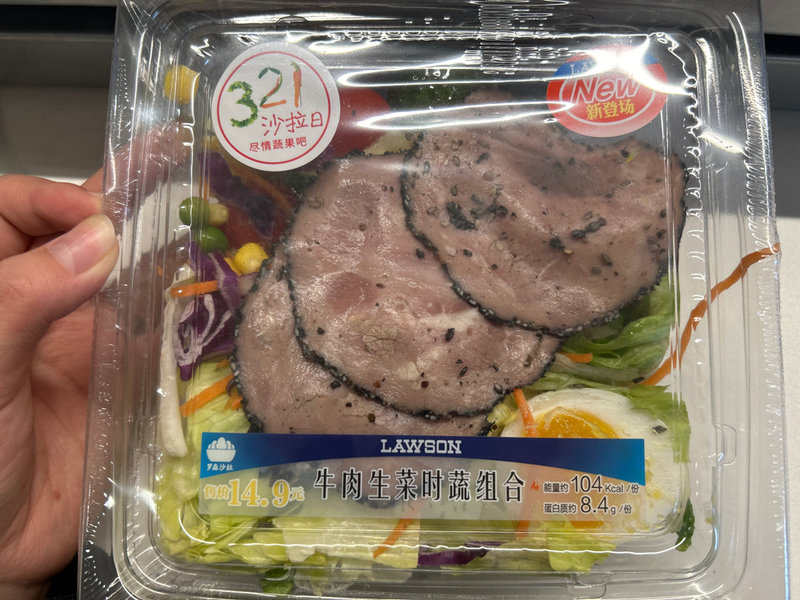 321
沙拉日
尽情蔬果吧
New
新登场
LAWSON
罗森沙拉
牛肉生菜时蔬组合
售价14.9元
能量约104Kcal/份
蛋白质约8.4g/份